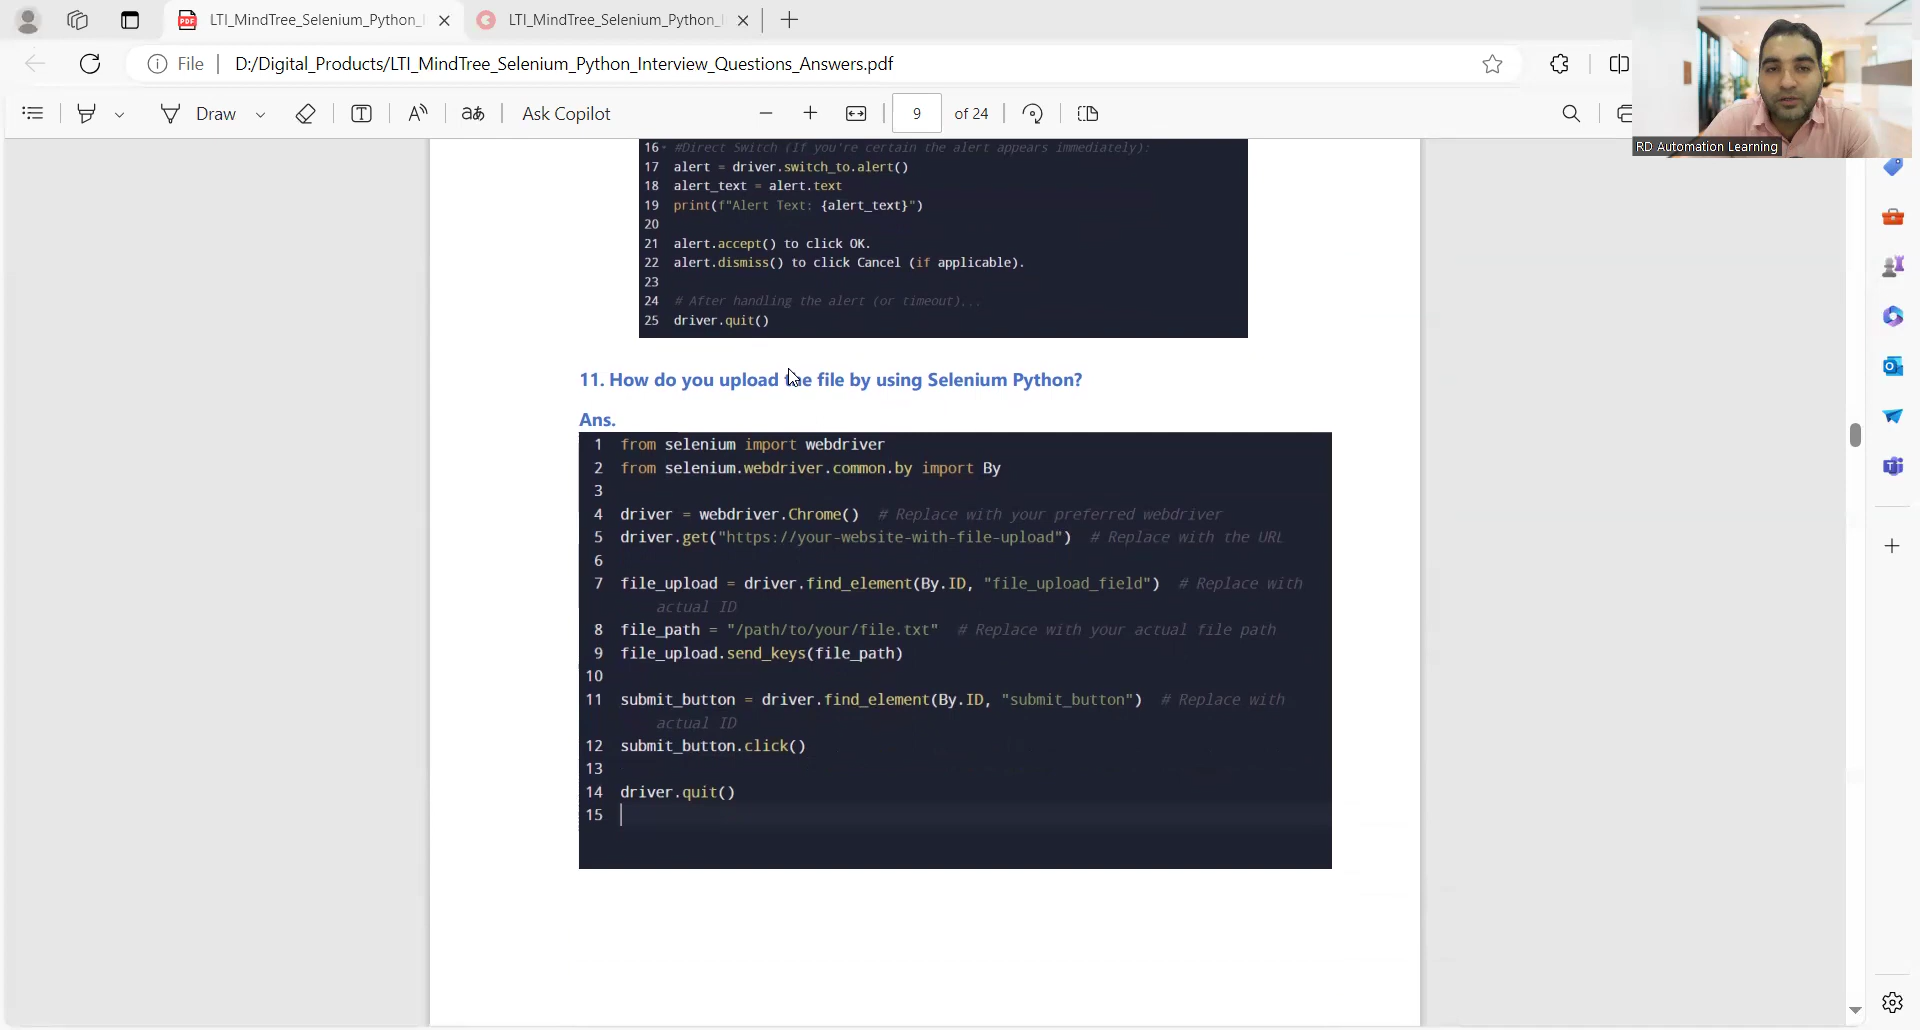 LTI_MindTree_Selenium_Python_I
LTI_MindTree_Selenium_Python_I
File
D:/Digital_Products/LTI_MindTree_Selenium_Python_Interview_Questions_Answers.pdf
Draw
aあ
Ask Copilot
9 of 24
RD Automation Learning
16 #Direct Switch (If you're certain the alert appears immediately):
17 alert = driver.switch_to.alert()
18 alert_text = alert.text
19 print(f"Alert Text: {alert_text}")
20
21 alert.accept() to click OK.
22 alert.dismiss() to click Cancel (if applicable).
23
24 # After handling the alert (or timeout)...
25 driver.quit()
11. How do you upload the file by using Selenium Python?
Ans.
1 from selenium import webdriver
2 from selenium.webdriver.common.by import By
3
4 driver = webdriver.Chrome() # Replace with your preferred webdriver
5 driver.get("https://your-website-with-file-upload") # Replace with the URL
6
7 file_upload = driver.find_element(By.ID, "file_upload_field") # Replace with
actual ID
8 file_path = "/path/to/your/file.txt" # Replace with your actual file path
9 file_upload.send_keys(file_path)
10
11 submit_button = driver.find_element(By.ID, "submit_button") # Replace with
actual ID
12 submit_button.click()
13
14 driver.quit()
15